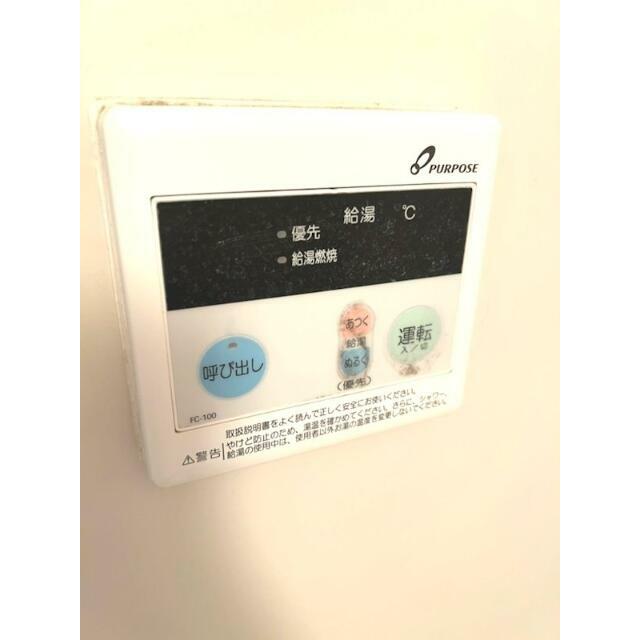 PURPOSE
給湯 ℃
優先
給湯燃焼
あつく
給湯
ぬるく
(優先)
運転
入/切
呼び出し
FC-100
⚠警告
取扱説明書をよく読んで正しく安全にお使いください。
やけど防止のため、湯温を確かめてください。さらに、シャワー、
給湯の使用中は、使用者以外お湯の温度を変更しないでください。